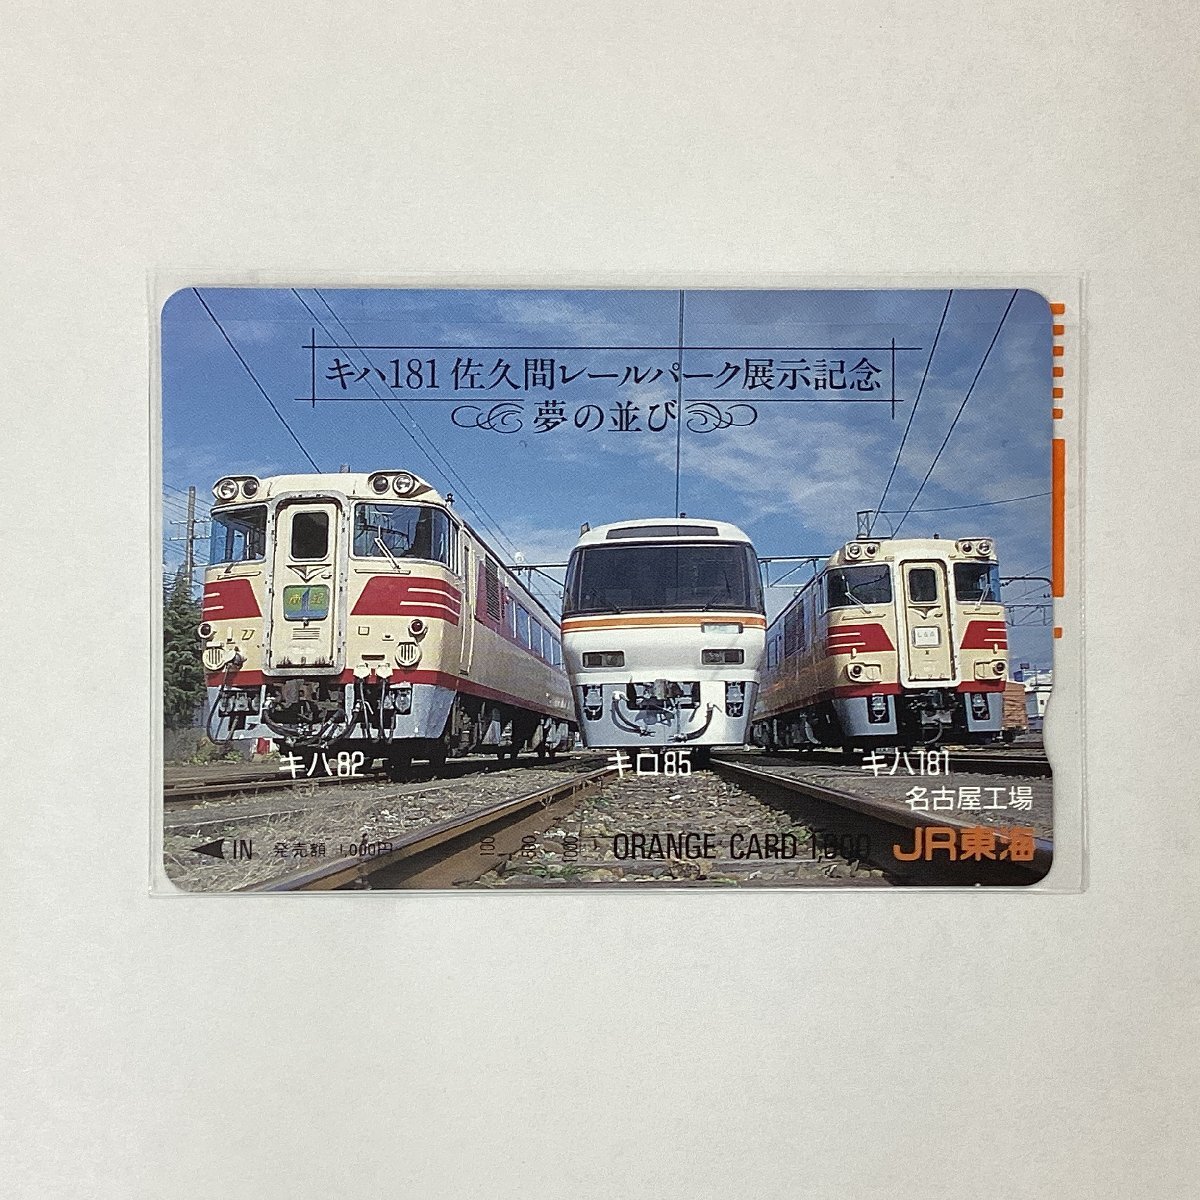 キハ181 佐久間レールパーク展示記念
夢の並び
キハ82
キロ85
キハ181
名古屋工場
IN 発売額 1,000円
100 500 1000
ORANGE CARD 1,000
JR東海